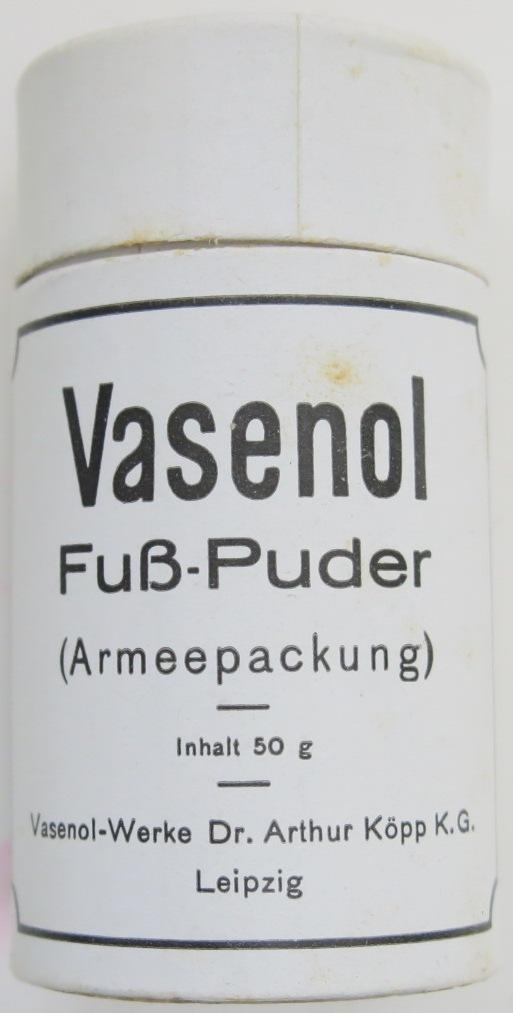 Vasenol
Fuß-Puder
(Armeepackung)
Inhalt 50 g
Vasenol-Werke Dr. Arthur Köpp K.G.
Leipzig